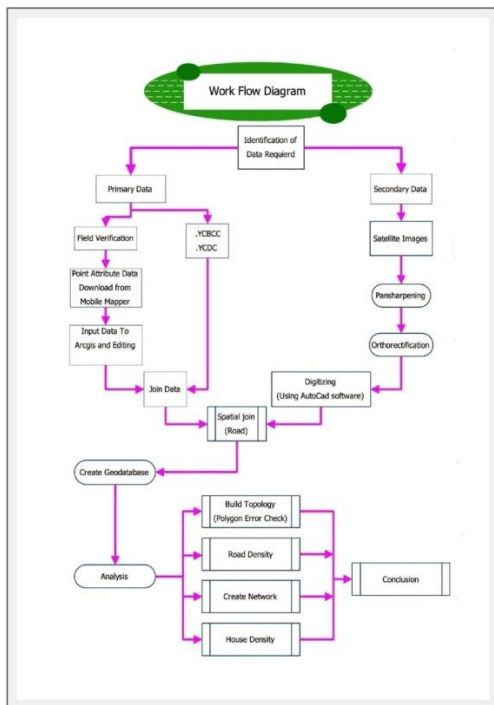 Work Flow Diagram
Identification of
Data Requierd
Primary Data
Secondary Data
Field Verification
.YCBCC
.YCDC
Satellite Images
Point Attribute Data
Download from
Mobile Mapper
Pansharpening
Input Data To
Arcgis and Editing
Orthorectification
Join Data
Digitizing
(Using AutoCad software)
Spatial join
(Road)
Create Geodatabase
Build Topology
(Polygon Error Check)
Road Density
Analysis
Conclusion
Create Network
House Density